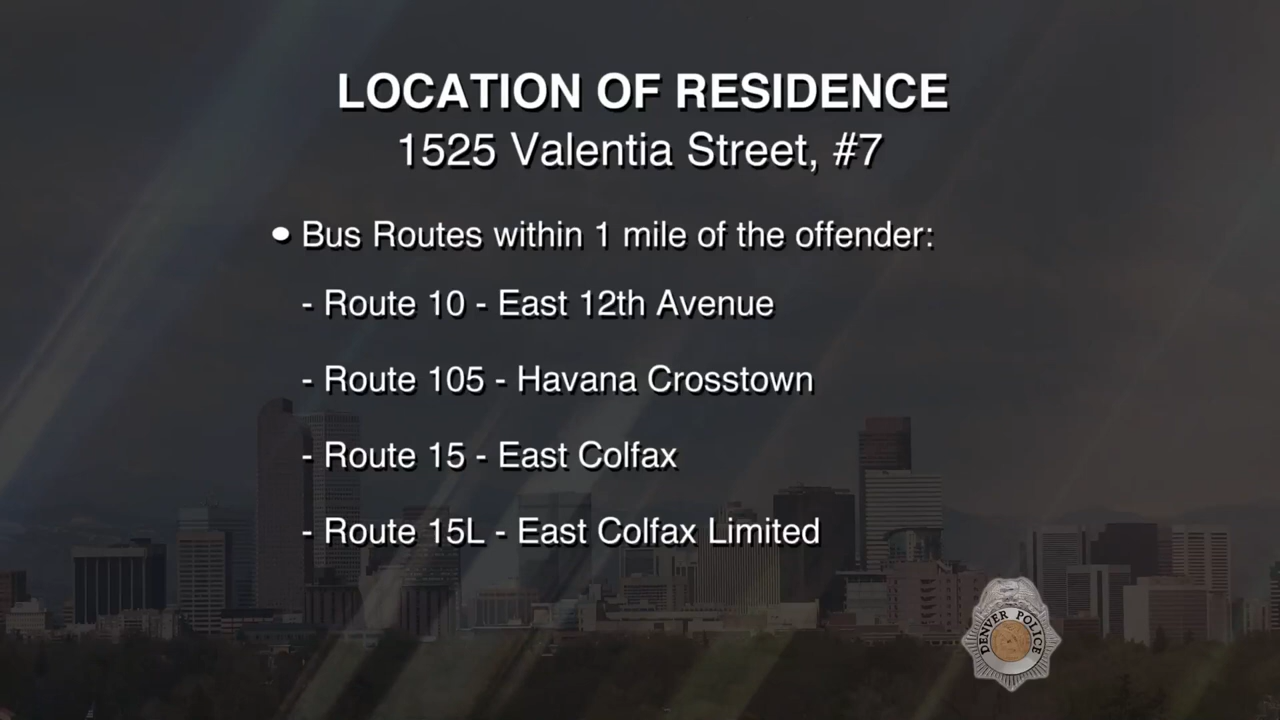 LOCATION OF RESIDENCE
1525 Valentia Street, #7
• Bus Routes within 1 mile of the offender:
- Route 10 - East 12th Avenue
- Route 105 - Havana Crosstown
- Route 15 - East Colfax
- Route 15L - East Colfax Limited
DENVER POLICE